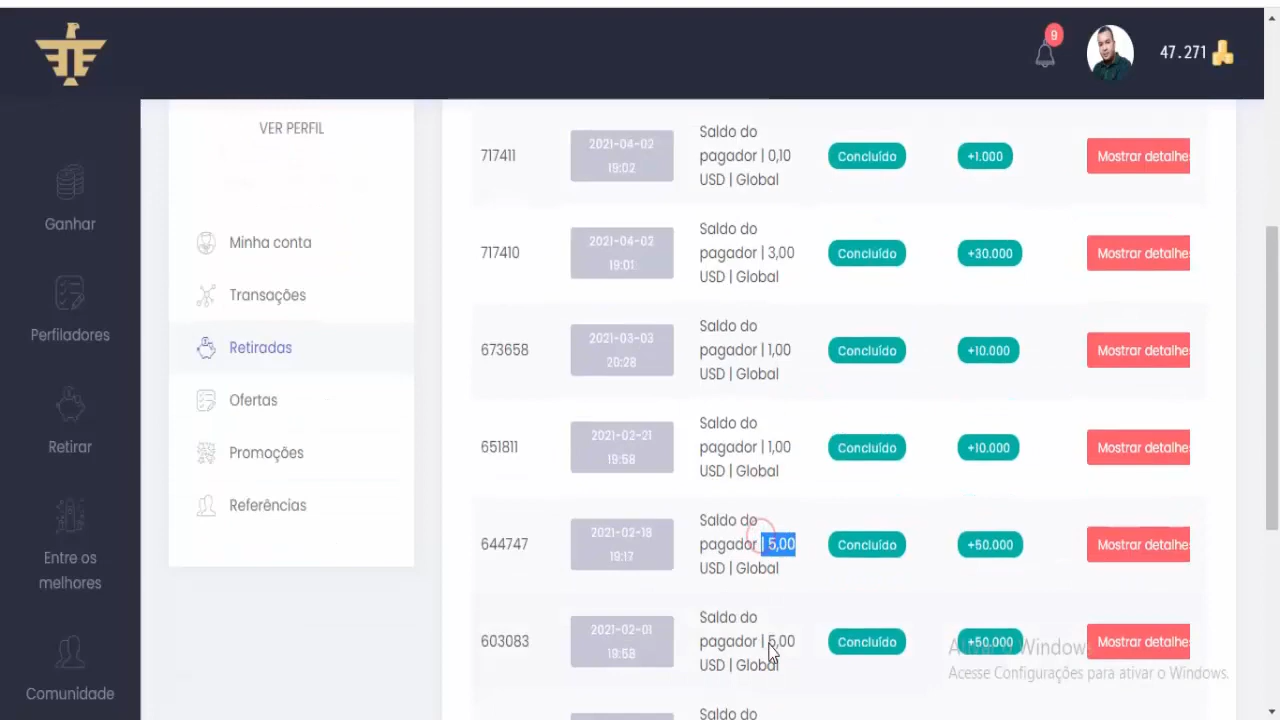 9
47.271
Ganhar
Perfiladores
Retirar
Entre os
melhores
Comunidade
VER PERFIL
Minha conta
Transações
Retiradas
Ofertas
Promoções
Referências
717411
2021-04-02
19:02
Saldo do
pagador | 0,10
USD | Global
Concluído
+1.000
Mostrar detalhe
717410
2021-04-02
19:01
Saldo do
pagador | 3,00
USD | Global
Concluído
+30.000
Mostrar detalhe
673658
2021-03-03
20:28
Saldo do
pagador | 1,00
USD | Global
Concluído
+10.000
Mostrar detalhe
651811
2021-02-21
19:58
Saldo do
pagador | 1,00
USD | Global
Concluído
+10.000
Mostrar detalhe
644747
2021-02-18
19:17
Saldo do
pagador | 5,00
USD | Global
Concluído
+50.000
Mostrar detalhe
603083
2021-02-01
19:58
Saldo do
pagador | 5,00
USD | Global
Concluído
+50.000
Mostrar detalhe
Saldo do
Ativar o Windows
Acesse Configurações para ativar o Windows.